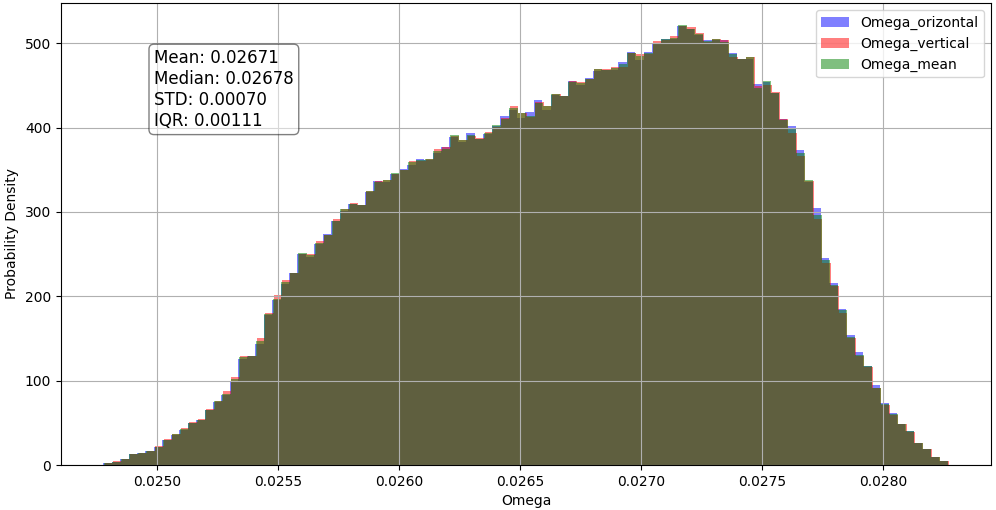 Omega_orizontal
Omega_vertical
Omega_mean
Mean: 0.02671
Median: 0.02678
STD: 0.00070
IQR: 0.00111
Probability Density
500
400
300
200
100
0
0.0250 0.0255 0.0260 0.0265 0.0270 0.0275 0.0280
Omega